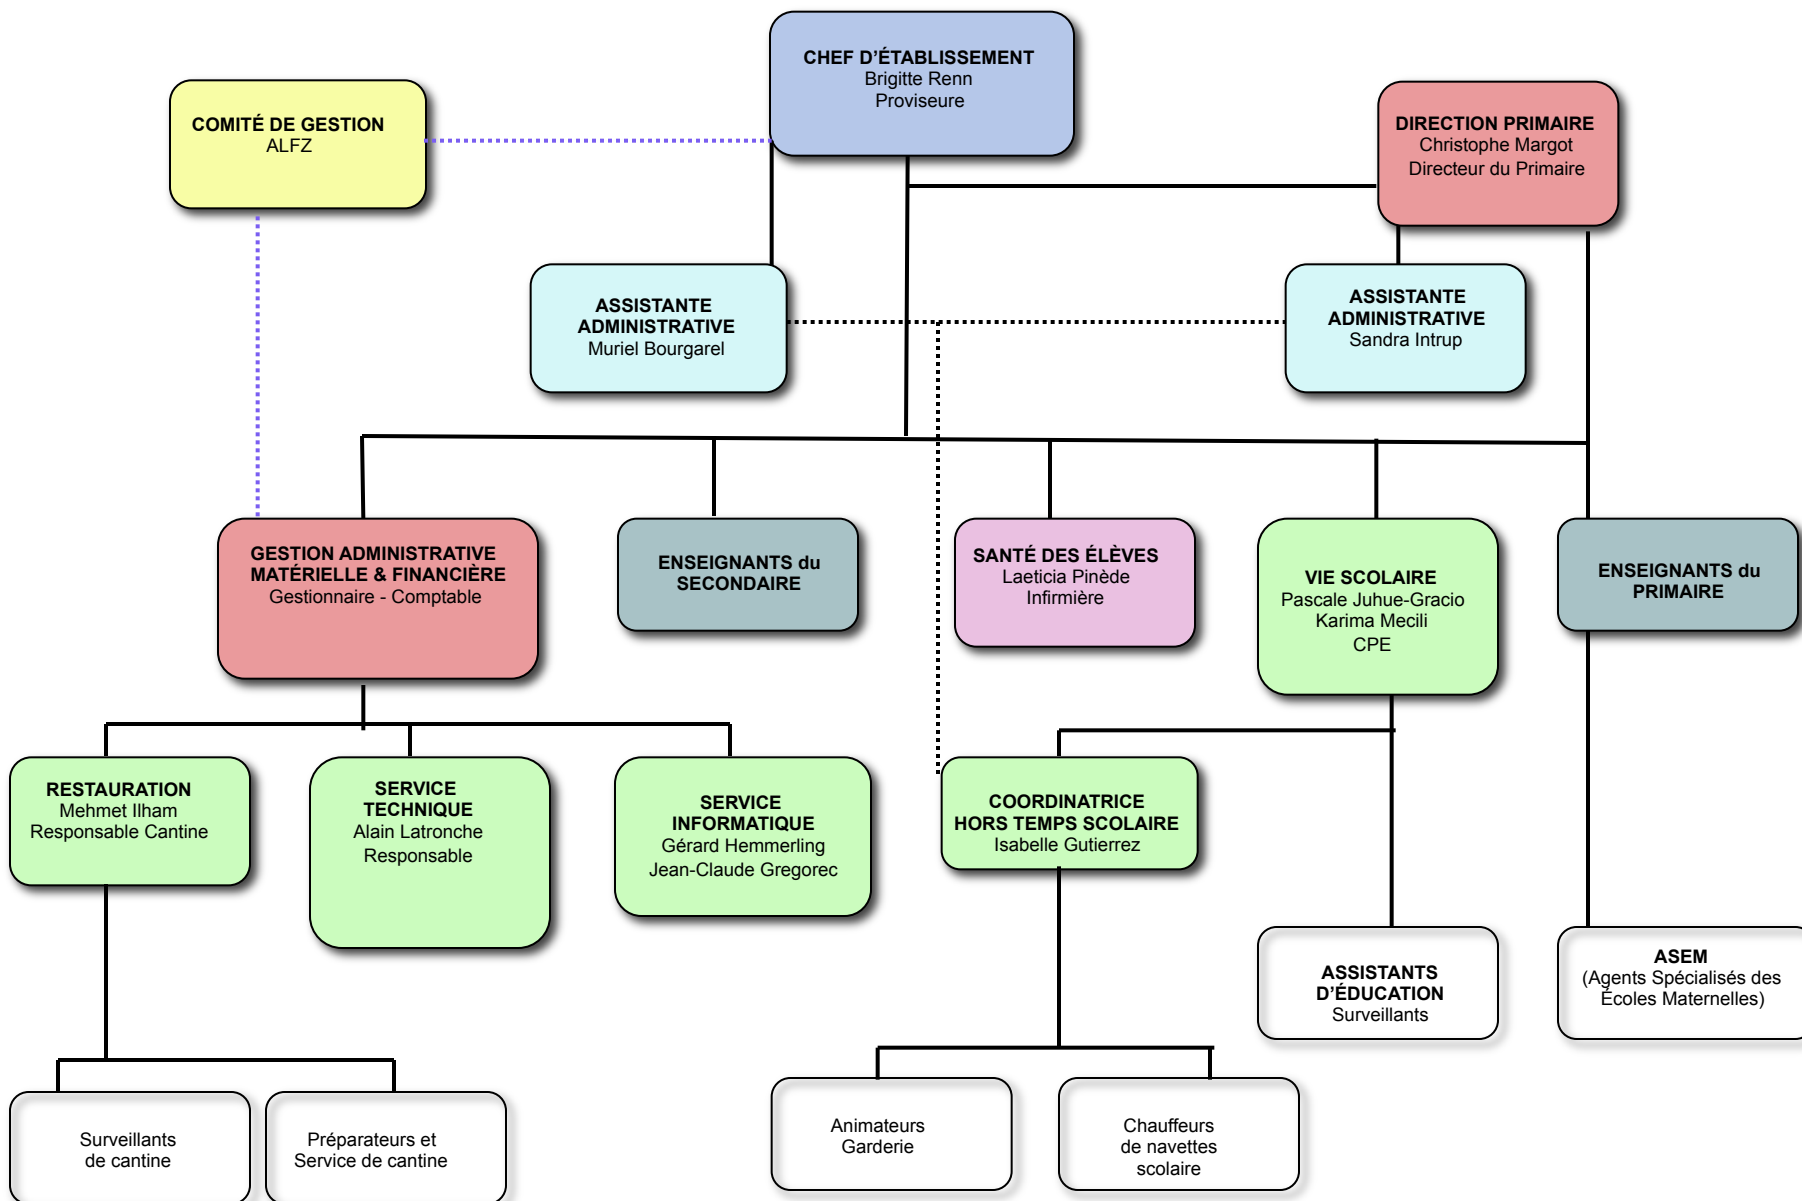 CHEF D’ÉTABLISSEMENT
Brigitte Renn
Proviseure
COMITÉ DE GESTION
ALFZ
DIRECTION PRIMAIRE
Christophe Margot
Directeur du Primaire
ASSISTANTE
ADMINISTRATIVE
Muriel Bourgarel
ASSISTANTE
ADMINISTRATIVE
Sandra Intrup
GESTION ADMINISTRATIVE
MATÉRIELLE & FINANCIÈRE
Gestionnaire - Comptable
ENSEIGNANTS du
SECONDAIRE
SANTÉ DES ÉLÈVES
Laeticia Pinède
Infirmière
VIE SCOLAIRE
Pascale Juhue-Gracio
Karima Mecili
CPE
ENSEIGNANTS du
PRIMAIRE
RESTAURATION
Mehmet Ilham
Responsable Cantine
SERVICE
TECHNIQUE
Alain Latronche
Responsable
SERVICE
INFORMATIQUE
Gérard Hemmerling
Jean-Claude Gregorec
COORDINATRICE
HORS TEMPS SCOLAIRE
Isabelle Gutierrez
ASSISTANTS
D’ÉDUCATION
Surveillants
ASEM
(Agents Spécialisés des
Écoles Maternelles)
Surveillants
de cantine
Préparateurs et
Service de cantine
Animateurs
Garderie
Chauffeurs
de navettes
scolaire